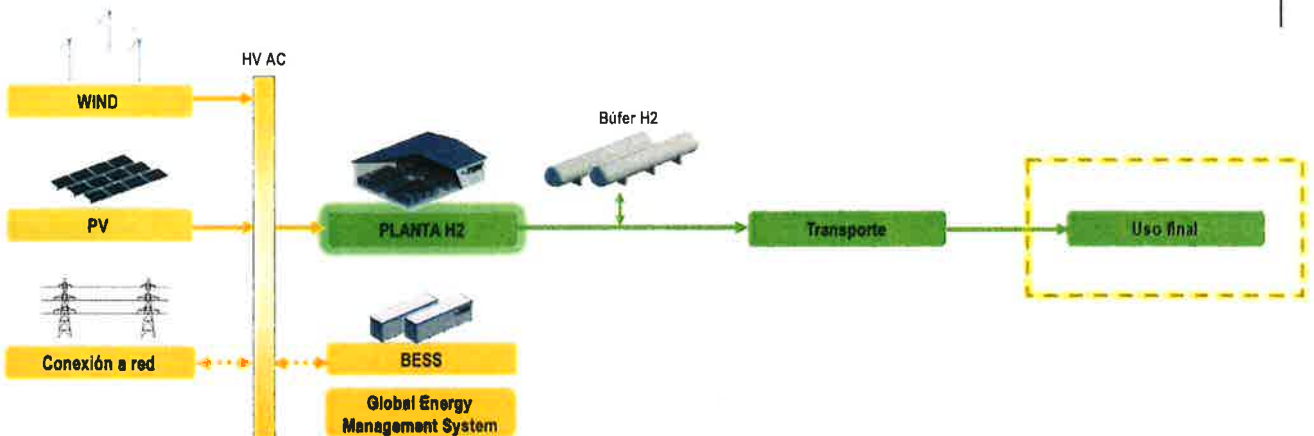 HV AC
WIND
Búfer H2
PV
PLANTA H2
Transporte
Uso final
Conexión a red
BESS
Global Energy
Management System